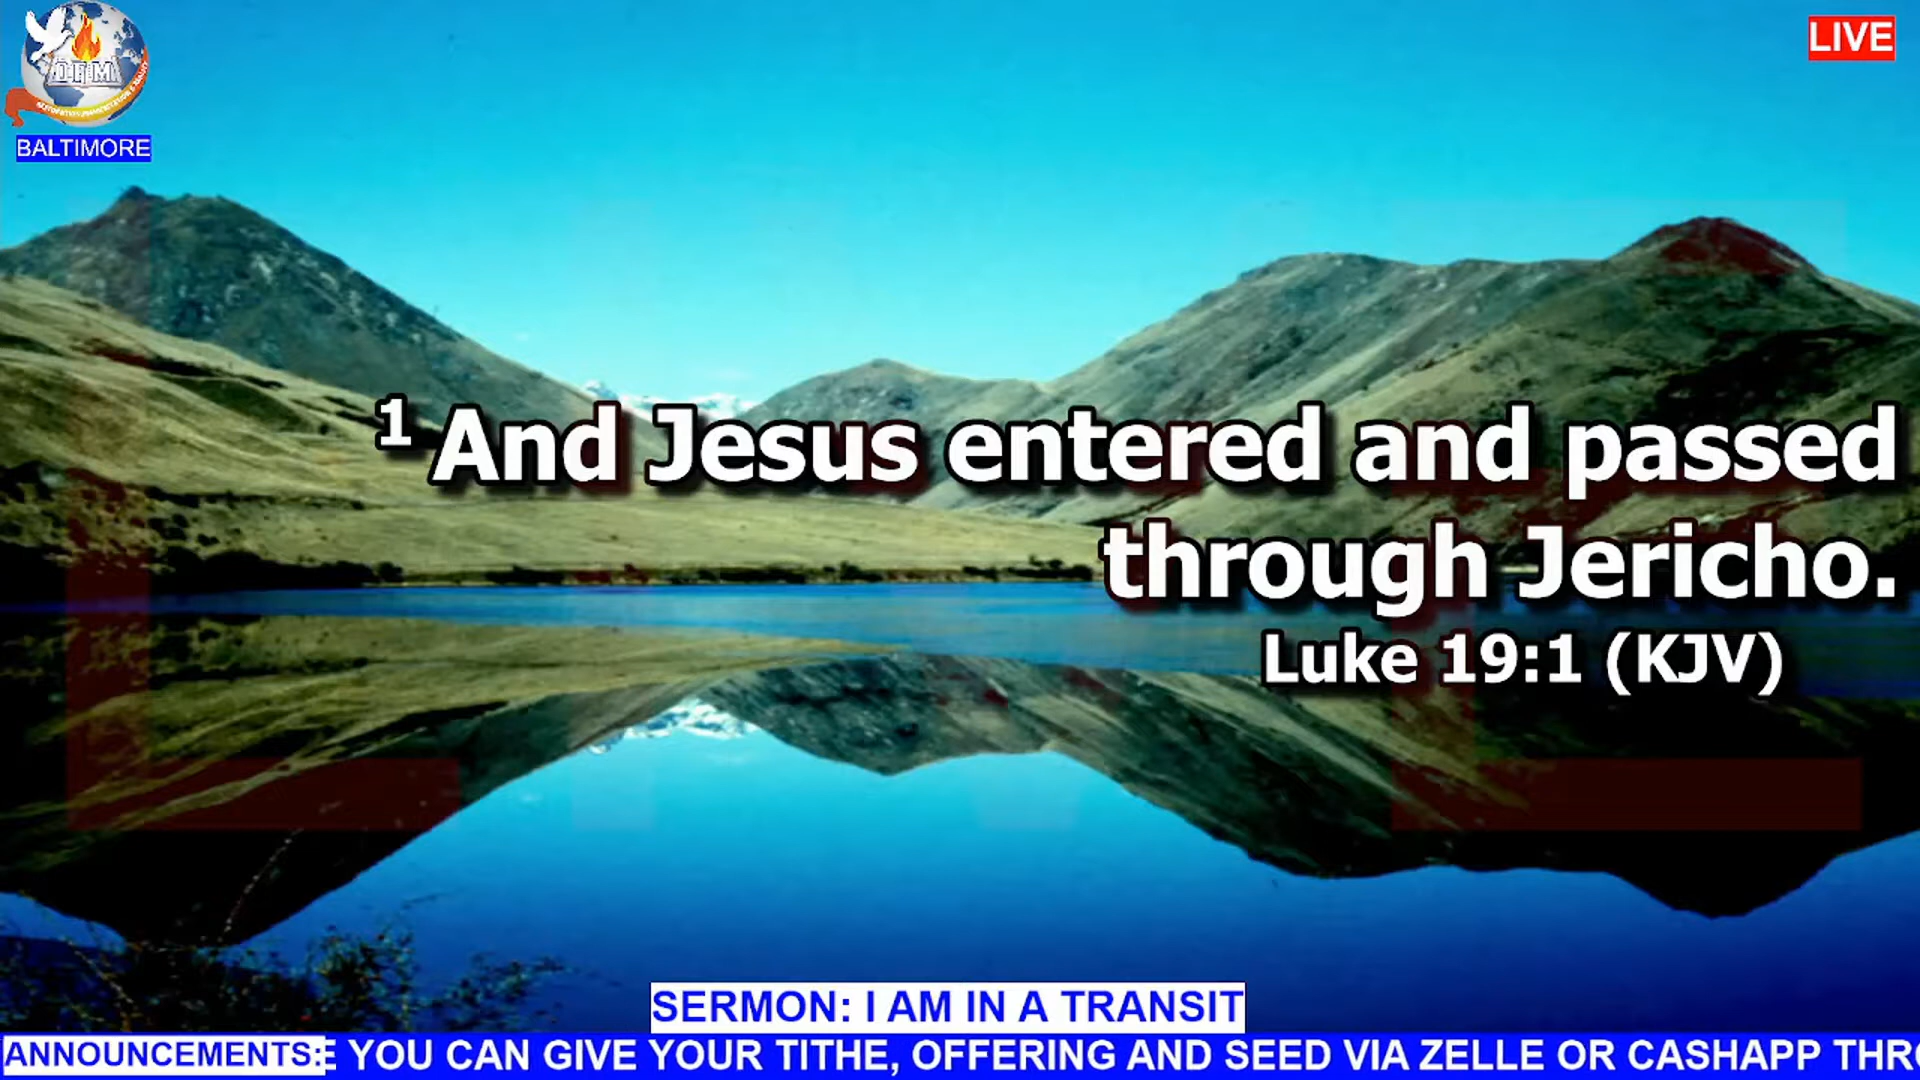 LIVE
BALTIMORE
1 And Jesus entered and passed
through Jericho.
Luke 19:1 (KJV)
SERMON: I AM IN A TRANSIT
ANNOUNCEMENTS: YOU CAN GIVE YOUR TITHE, OFFERING AND SEED VIA ZELLE OR CASHAPP